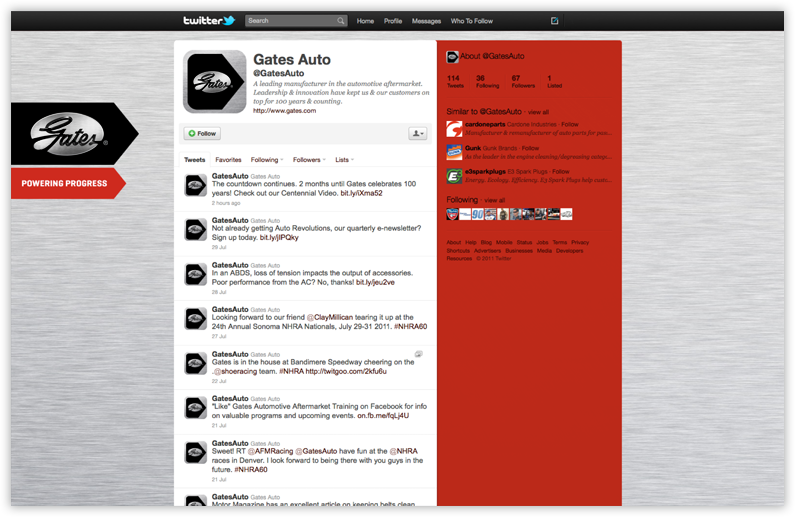 twitter
Search
Home Profile Messages Who To Follow
Gates®
POWERING PROGRESS
Gates
Gates Auto
@GatesAuto
A leading manufacturer in the automotive aftermarket.
Leadership & innovation have kept us & our customers on
top for 100 years & counting.
http://www.gates.com
Follow
Tweets Favorites Following Followers Lists
GatesAuto Gates Auto
The countdown continues. 2 months until Gates celebrates 100
years! Check out our Centennial Video. bit.ly/iXma52
2 hours ago
GatesAuto Gates Auto
Not already getting Auto Revolutions, our quarterly e-newsletter?
Sign up today. bit.ly/jIPQky
29 Jul
GatesAuto Gates Auto
In an ABDS, loss of tension impacts the output of accessories.
Poor performance from the AC? No, thanks! bit.ly/jeu2ve
28 Jul
GatesAuto Gates Auto
Looking forward to our friend @ClayMillican tearing it up at the
24th Annual Sonoma NHRA Nationals, July 29-31 2011. #NHRA60
27 Jul
GatesAuto Gates Auto
Gates is in the house at Bandimere Speedway cheering on the
.@shoeracing team. #NHRA http://twitgoo.com/2kfu6u
22 Jul
GatesAuto Gates Auto
"Like" Gates Automotive Aftermarket Training on Facebook for info
on valuable programs and upcoming events. on.fb.me/fqLj4U
21 Jul
GatesAuto Gates Auto
Sweet! RT @AFMRacing @GatesAuto have fun at the @NHRA
races in Denver. I look forward to being there with you guys in the
future. #NHRA60
21 Jul
GatesAuto Gates Auto
Motor Magazine has an excellent article on keeping belts clean
About @GatesAuto
114 36 67 1
Tweets Following Followers Listed
Similar to @GatesAuto · view all
cardoneparts Cardone Industries · Follow
Manufacturer & remanufacturer of auto parts for you...
Gunk Gunk Brands · Follow
As the leader in the engine cleaning/degreasing categ...
e3sparkplugs E3 Spark Plugs · Follow
Energy, Ecology, Efficiency. E3 Spark Plugs help custo...
Following · view all
About Help Blog Mobile Status Jobs Terms Privacy
Shortcuts Advertisers Businesses Media Developers
Resources © 2011 Twitter